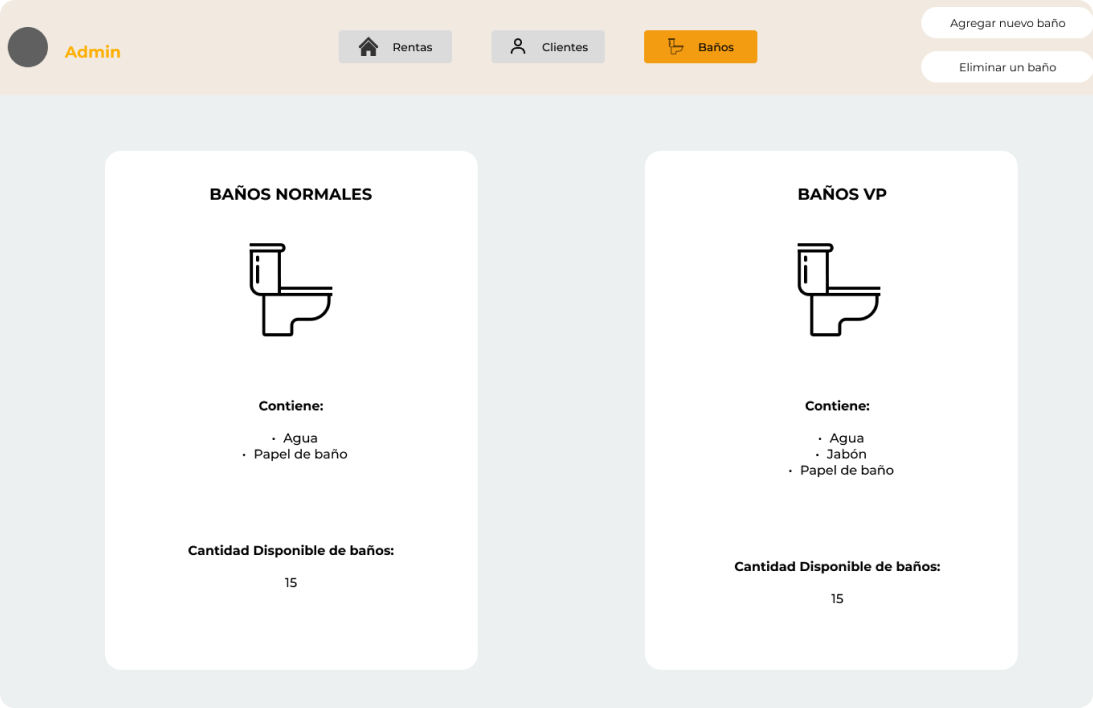 Admin
Rentas
Clientes
Baños
Agregar nuevo baño
Eliminar un baño
BAÑOS NORMALES
Contiene:
• Agua
• Papel de baño
Cantidad Disponible de baños:
15
BAÑOS VP
Contiene:
• Agua
• Jabón
• Papel de baño
Cantidad Disponible de baños:
15